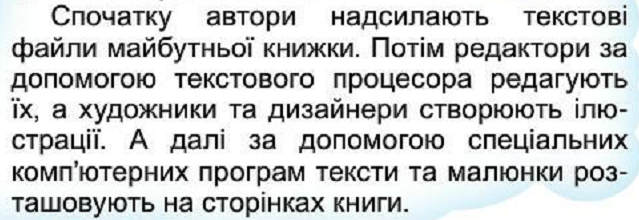 Спочатку автори надсилають текстові
файли майбутньої книжки. Потім редактори за
допомогою текстового процесора редагують
їх, а художники та дизайнери створюють ілю-
страції. А далі за допомогою спеціальних
комп'ютерних програм тексти та малюнки роз-
ташовують на сторінках книги.